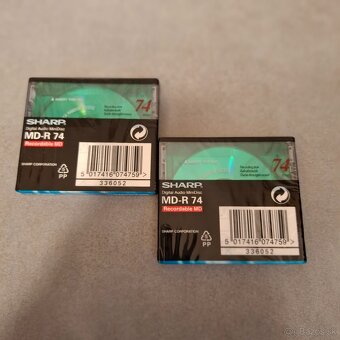 74
SHARP
Digital Audio MiniDisc
MD-R 74
Recordable MD
SHARP CORPORATION
PP
5 017416 074759 >
336052
74
SHARP
Digital Audio MiniDisc
MD-R 74
Recordable MD
SHARP CORPORATION
PP
5 017416 074759 >
336052